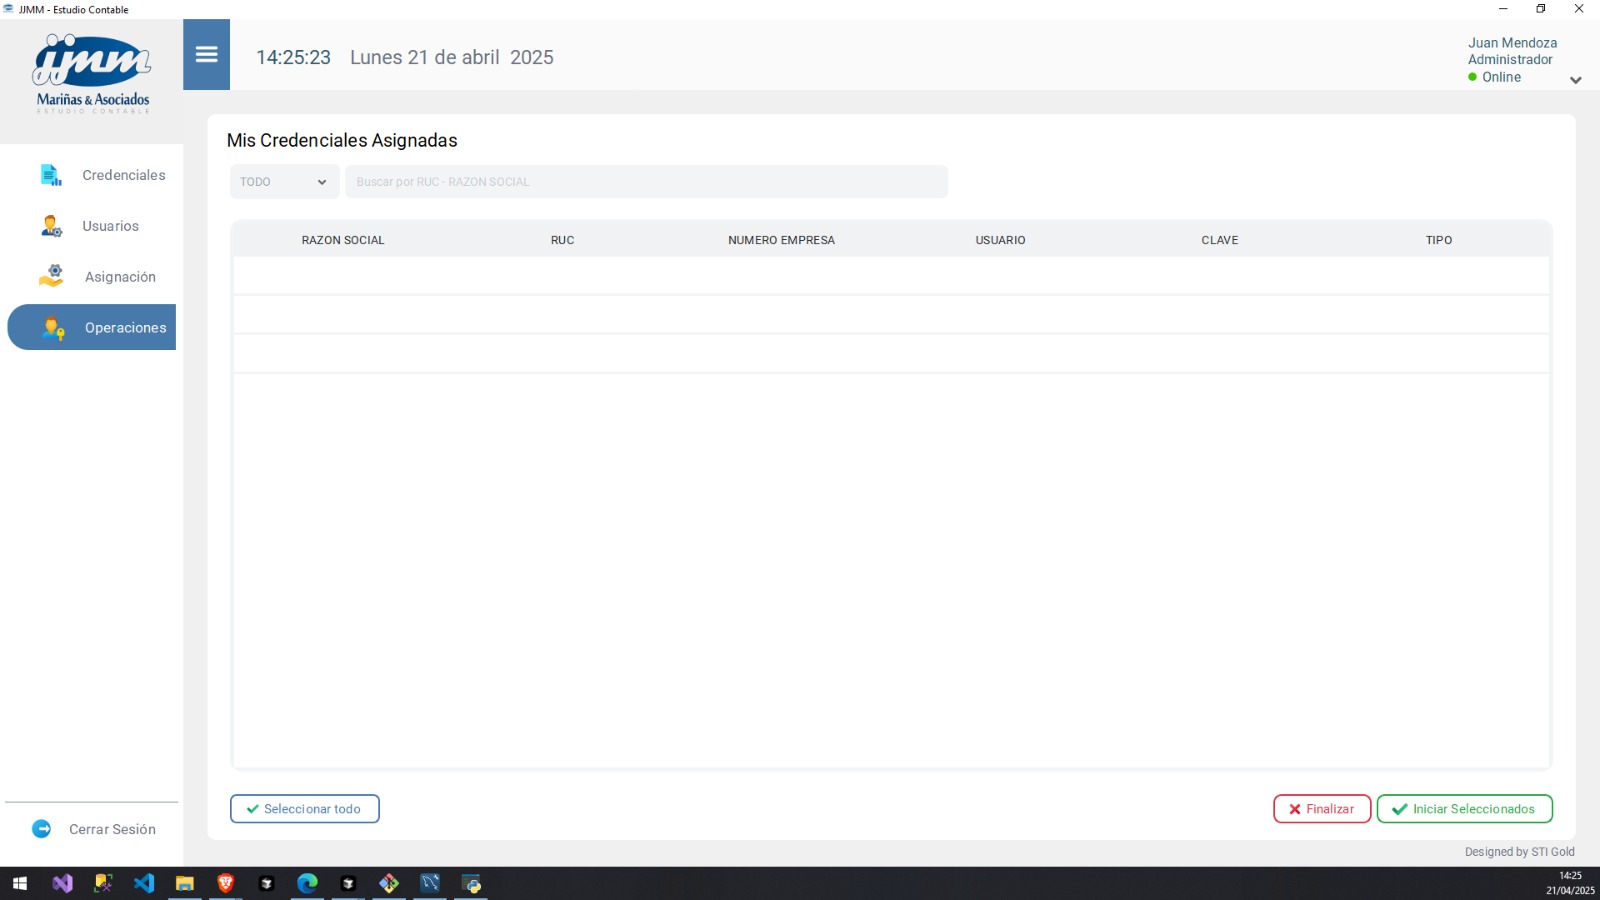 JJMM - Estudio Contable
jjmm
Mariñas & Asociados
ESTUDIO CONTABLE
14:25:23 Lunes 21 de abril 2025
Juan Mendoza
Administrador
Online
Credenciales
Usuarios
Asignación
Operaciones
Cerrar Sesión
Mis Credenciales Asignadas
TODO
Buscar por RUC - RAZON SOCIAL
RAZON SOCIAL RUC NUMERO EMPRESA USUARIO CLAVE TIPO
Seleccionar todo
Finalizar
Iniciar Seleccionados
Designed by STI Gold
14:25
21/04/2025